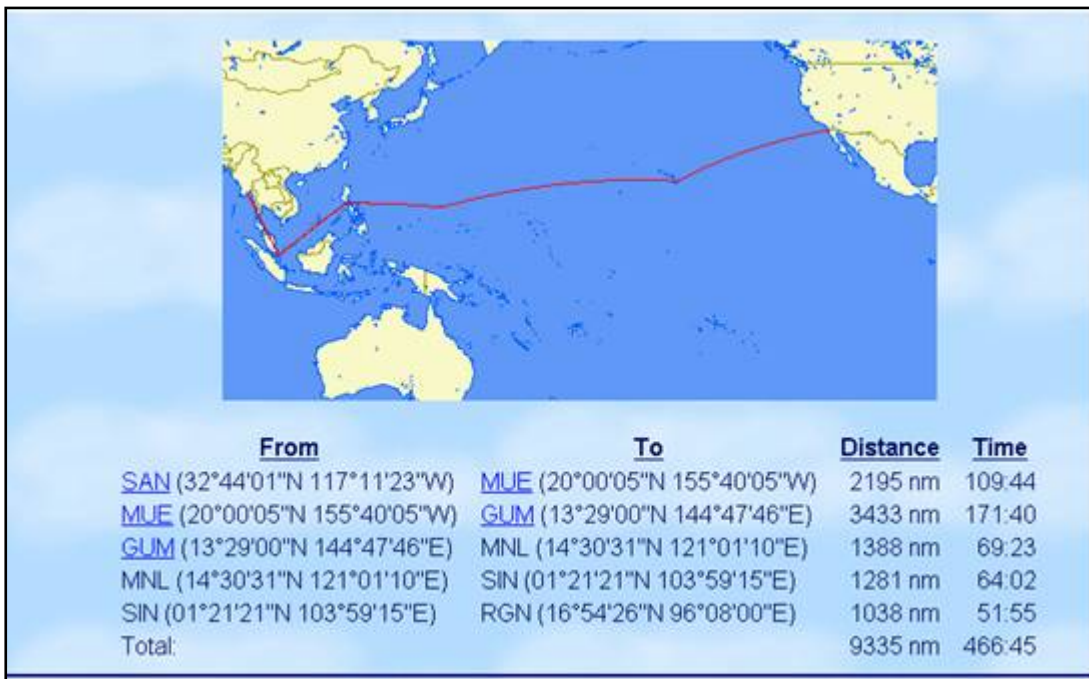 From To Distance Time
SAN (32°44'01"N 117°11'23"W) MUE (20°00'05"N 155°40'05"W) 2195 nm 109:44
MUE (20°00'05"N 155°40'05"W) GUM (13°29'00"N 144°47'46"E) 3433 nm 171:40
GUM (13°29'00"N 144°47'46"E) MNL (14°30'31"N 121°01'10"E) 1388 nm 69:23
MNL (14°30'31"N 121°01'10"E) SIN (01°21'21"N 103°59'15"E) 1281 nm 64:02
SIN (01°21'21"N 103°59'15"E) RGN (16°54'26"N 96°08'00"E) 1038 nm 51:55
Total: 9335 nm 466:45